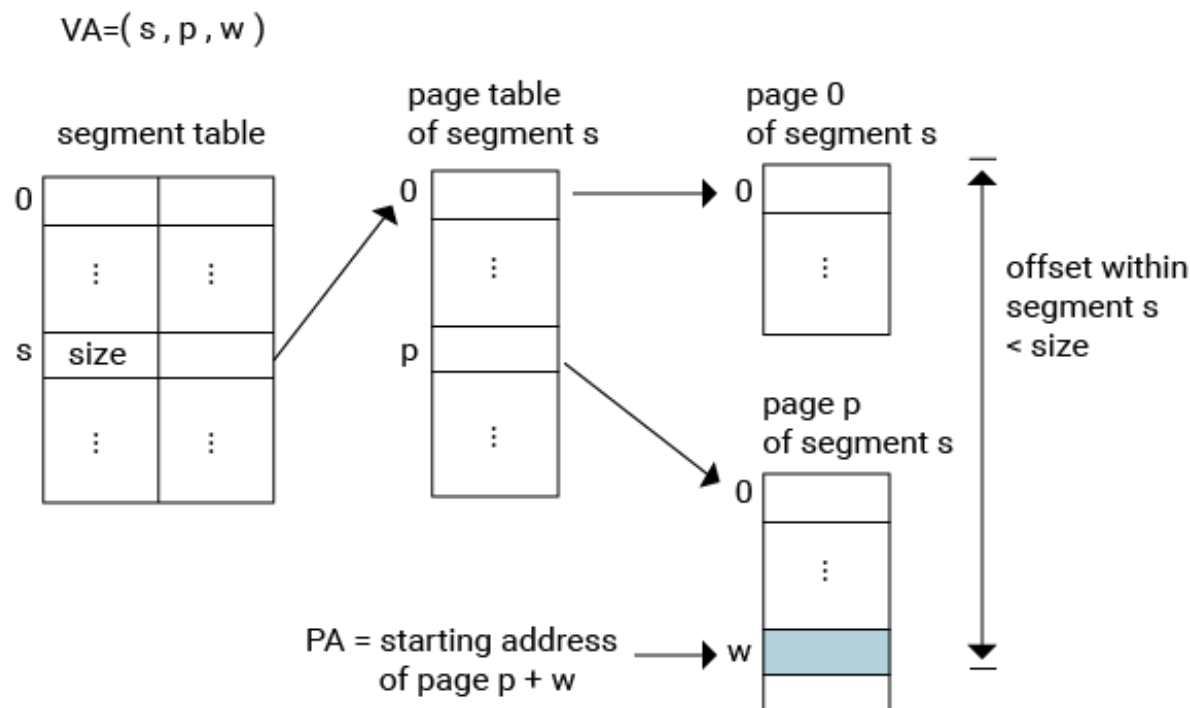 VA=( s , p , w )
segment table
0
⋮ ⋮
s size
⋮ ⋮
page table
of segment s
0
⋮
p
⋮
page 0
of segment s
0
⋮
page p
of segment s
0
⋮
w
PA = starting address
of page p + w
offset within
segment s
< size